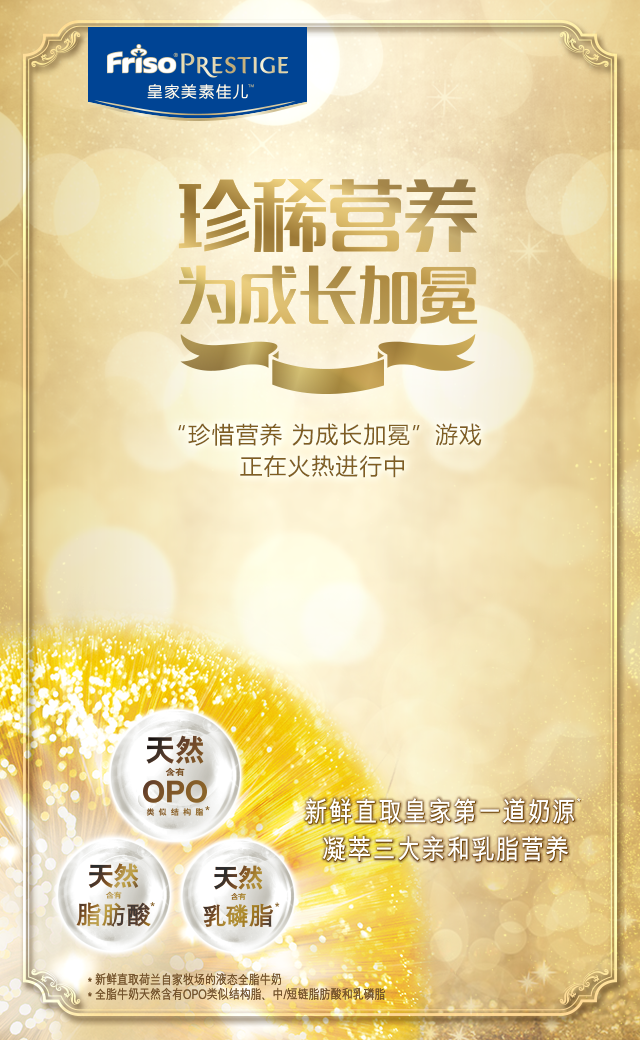 Friso® PRESTIGE
皇家美素佳儿™
珍稀营养
为成长加冕
“珍惜营养 为成长加冕”游戏
正在火热进行中
天然
含有
OPO
类似结构脂*
天然
含有
脂肪酸*
天然
含有
乳磷脂*
新鲜直取皇家第一道奶源*
凝萃三大亲和乳脂营养
* 新鲜直取荷兰自家牧场的液态全脂牛奶
* 全脂牛奶天然含有OPO类似结构脂、中/短链脂肪酸和乳磷脂